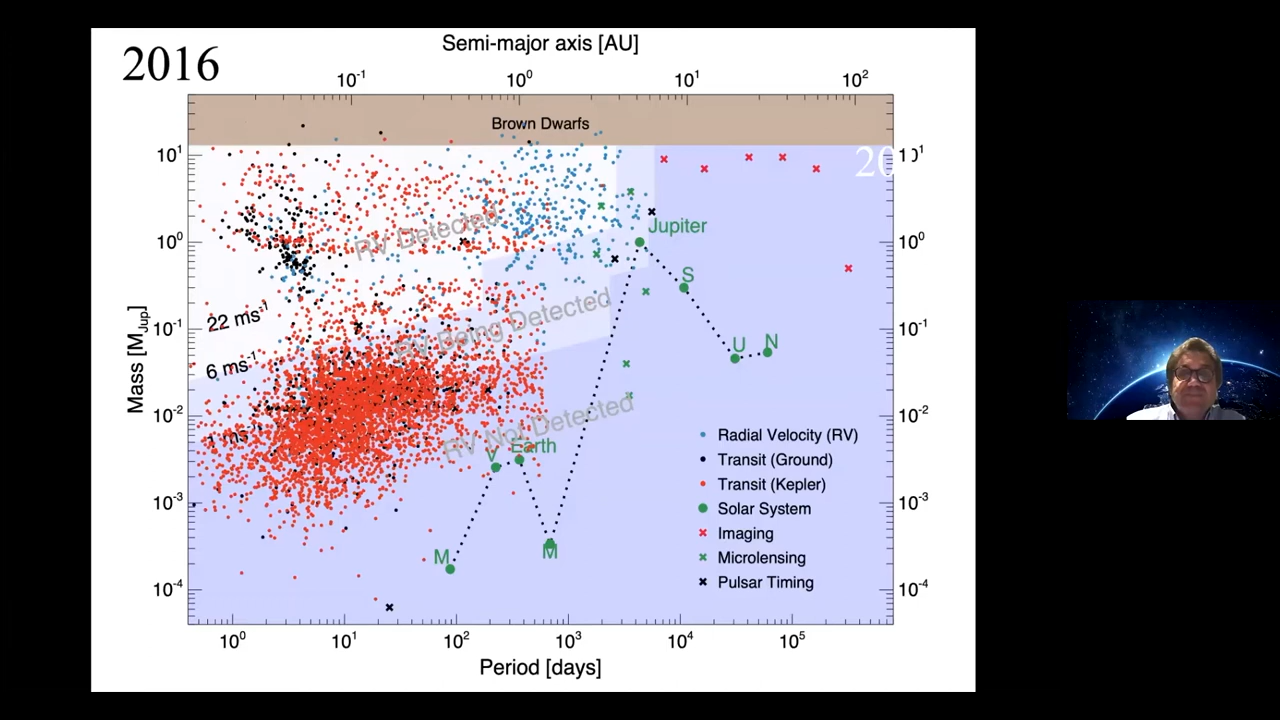 2016
Semi-major axis [AU]
10⁻¹ 10⁰ 10¹ 10²
Brown Dwarfs
20
10¹ 10¹
RV Detected
Jupiter
10⁰ 10⁰
S
22 ms⁻¹
RV Being Detected
10⁻¹ 10⁻¹
U N
6 ms⁻¹
Mass [M_Jup]
10⁻² 10⁻²
RV Not Detected
1 ms⁻¹
V Earth
Radial Velocity (RV)
Transit (Ground)
Transit (Kepler)
10⁻³ 10⁻³
Solar System
Imaging
M M
Microlensing
Pulsar Timing
10⁻⁴ 10⁻⁴
10⁰ 10¹ 10² 10³ 10⁴ 10⁵
Period [days]